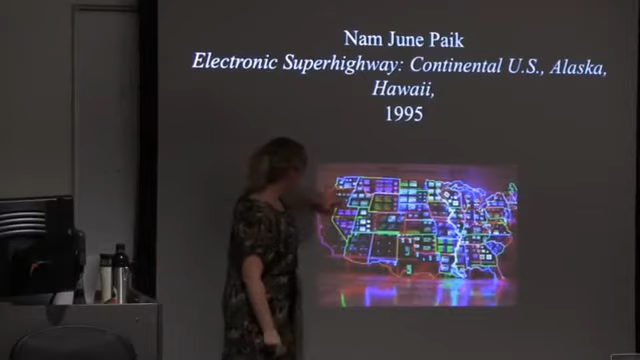 Nam June Paik
Electronic Superhighway: Continental U.S., Alaska,
Hawaii,
1995